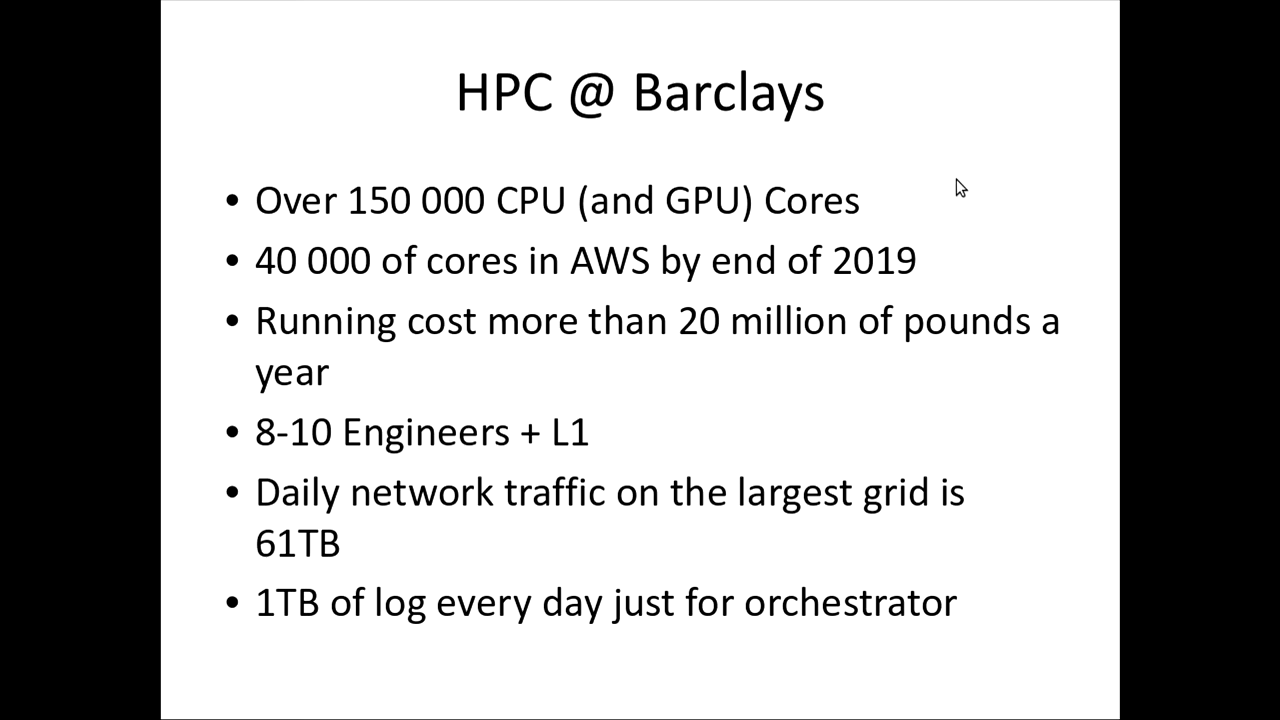 HPC @ Barclays
• Over 150 000 CPU (and GPU) Cores
• 40 000 of cores in AWS by end of 2019
• Running cost more than 20 million of pounds a
year
• 8-10 Engineers + L1
• Daily network traffic on the largest grid is
61TB
• 1TB of log every day just for orchestrator